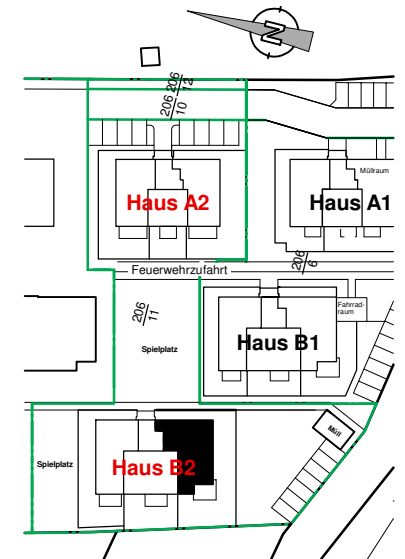 N
206
12
206
10
Müllraum
Haus A2
Haus A1
206
6
Feuerwehrzufahrt
206
11
Fahrrad-
raum
Spielplatz
Haus B1
Müll
Spielplatz
Haus B2